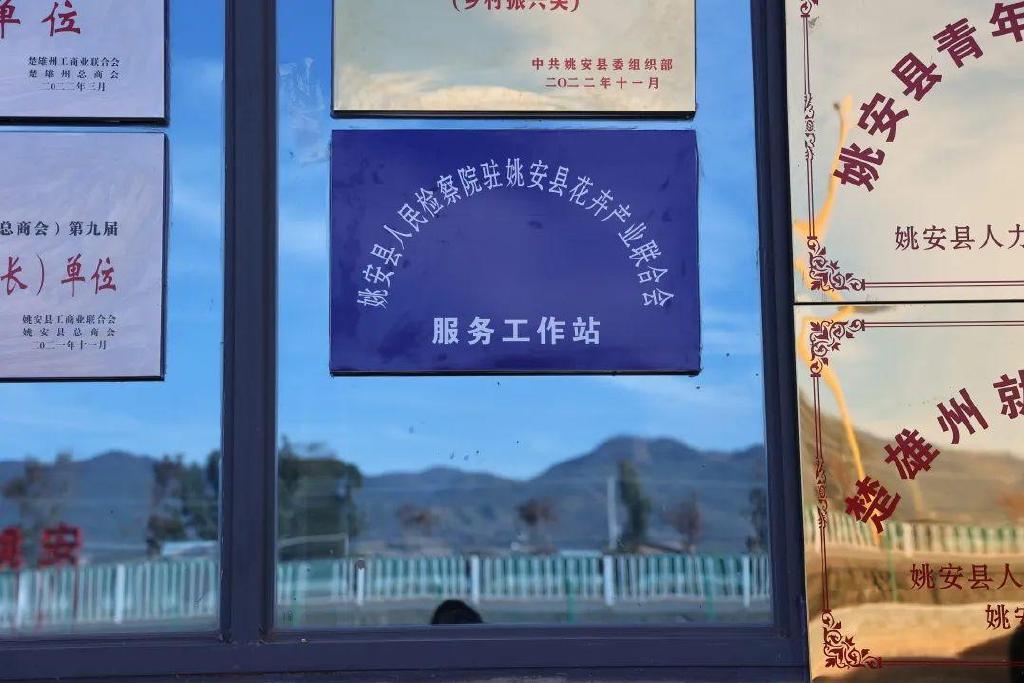 单位
楚雄州工商业联合会
楚雄州总商会
二〇二二年三月
总商会）第九届
长）单位
姚安县工商业联合会
姚安县总商会
二〇二一年十一月
（乡村振兴类）
中共姚安县委组织部
二〇二二年十一月
姚安县人民检察院驻姚安县花卉产业联合会
服务工作站
姚安县青年
姚安县人力
楚雄州就
姚安县人
姚
姚安